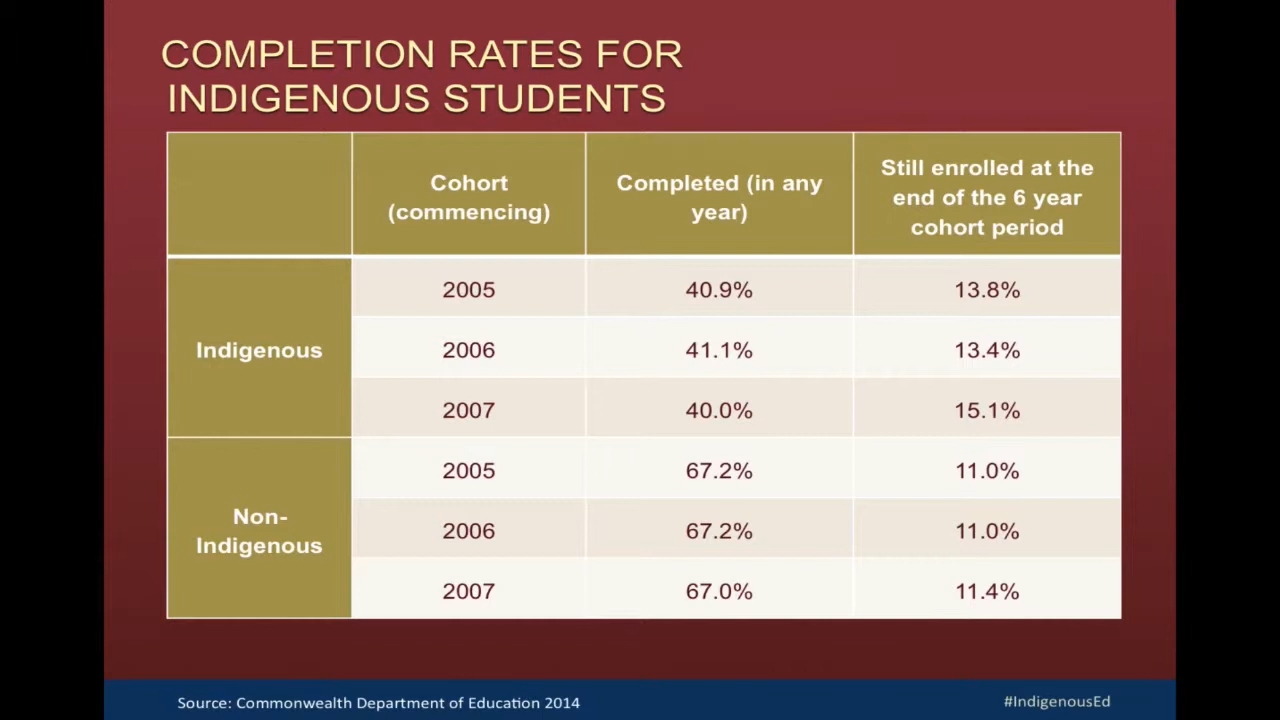 COMPLETION RATES FOR
INDIGENOUS STUDENTS
Cohort
(commencing)
Completed (in any
year)
Still enrolled at the
end of the 6 year
cohort period
Indigenous
2005 40.9% 13.8%
2006 41.1% 13.4%
2007 40.0% 15.1%
Non-
Indigenous
2005 67.2% 11.0%
2006 67.2% 11.0%
2007 67.0% 11.4%
Source: Commonwealth Department of Education 2014
#IndigenousEd